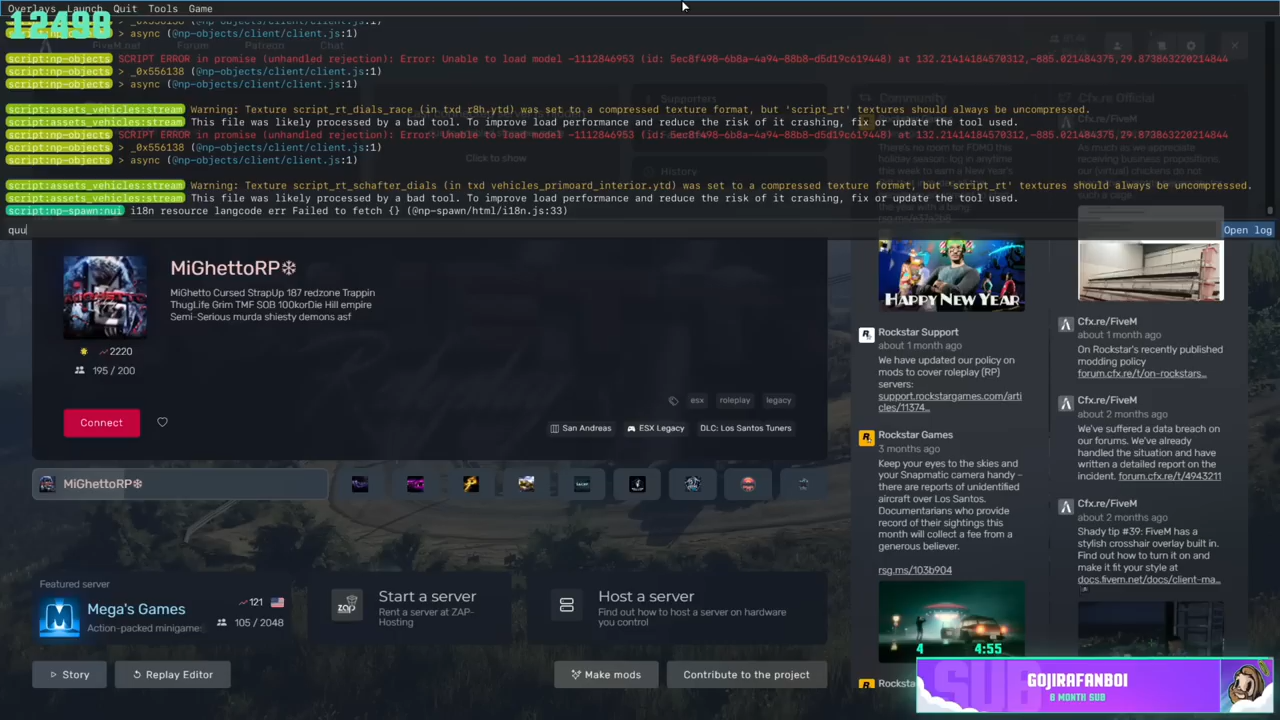 Overlays Launch Quit Tools Game
12498
> async (@np-objects/client/client.js:1)
FiveM.net Forum Patreon Chat
script:np-objects SCRIPT ERROR in promise (unhandled rejection): Error: Unable to load model -1112846953 (id: 5ec8f498-6b8a-4a94-88b8-d5d19c619448) at 132.21414184570312,-885.021484375,29.873863220214844
script:np-objects > _0x556138 (@np-objects/client/client.js:1)
script:np-objects > async (@np-objects/client/client.js:1)
Supporters
Community
Cfx.re Official
script:assets_vehicles:stream Warning: Texture script_rt_dials_race (in txd r8h.ytd) was set to a compressed texture format, but 'script_rt' textures should always be uncompressed.
script:assets_vehicles:stream This file was likely processed by a bad tool. To improve load performance and reduce the risk of it crashing, fix or update the tool used.
script:np-objects SCRIPT ERROR in promise (unhandled rejection): Error: Unable to load model -1112846953 (id: 5ec8f498-6b8a-4a94-88b8-d5d19c619448) at 132.21414184570312,-885.021484375,29.873863220214844
script:np-objects > _0x556138 (@np-objects/client/client.js:1)
script:np-objects > async (@np-objects/client/client.js:1)
Click to show
History
script:assets_vehicles:stream Warning: Texture script_rt_schafter_dials (in txd vehicles_primoard_interior.ytd) was set to a compressed texture format, but 'script_rt' textures should always be uncompressed.
script:assets_vehicles:stream This file was likely processed by a bad tool. To improve load performance and reduce the risk of it crashing, fix or update the tool used.
script:np-spawn:nui i18n resource langcode err Failed to fetch {} (@np-spawn/html/i18n.js:33)
quu
Open log
MiGhettoRP❄
MiGhetto Cursed StrapUp 187 redzone Trappin
ThugLife Grim TMF SOB 100korDie Hill empire
Semi-Serious murda shiesty demons asf
2220
195 / 200
esx roleplay legacy
Connect
San Andreas ESX Legacy DLC: Los Santos Tuners
MiGhettoRP❄
Featured server
Mega's Games
Action-packed minigame
121
105 / 2048
Start a server
Rent a server at ZAP-
Hosting
Host a server
Find out how to host a server on hardware
you control
Story
Replay Editor
Make mods
Contribute to the project
HAPPY NEW YEAR
Rockstar Support
about 1 month ago
We have updated our policy on
mods to cover roleplay (RP)
servers:
support.rockstargames.com/arti
cles/11374…
Rockstar Games
3 months ago
Keep your eyes to the skies and
your Snapmatic camera handy -
there are reports of unidentified
aircraft over Los Santos.
Documentarians who provide
record of their sightings this
month will collect a fee from a
generous believer.
rsg.ms/103b904
4 4:55
Rocksta
Cfx.re/FiveM
about 1 month ago
On Rockstar's recently published
modding policy
forum.cfx.re/t/on-rockstars…
Cfx.re/FiveM
about 2 months ago
We've suffered a data breach on
our forums. We've already
handled the situation and have
written a detailed report on the
incident. forum.cfx.re/t/4943211
Cfx.re/FiveM
about 2 months ago
Shady tip #39: FiveM has a
stylish crosshair overlay built in.
Find out how to turn it on and
make it fit your style at
docs.fivem.net/docs/client-ma…
SUB
GOJIRAFANBOI
8 MONTH SUB